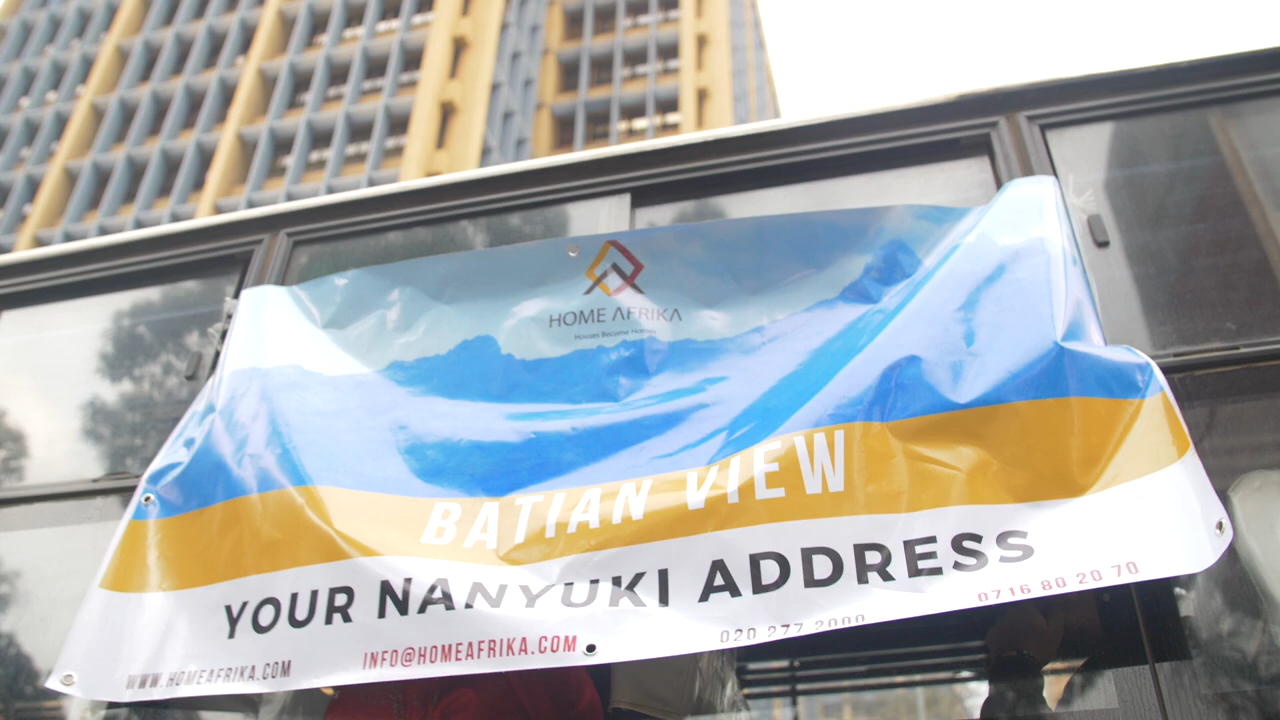 HOME AFRIKA
Houses Become Homes
BATIAN VIEW
YOUR NANYUKI ADDRESS
WWW.HOMEAFRIKA.COM
INFO@HOMEAFRIKA.COM
020 277 2000
0716 80 20 70